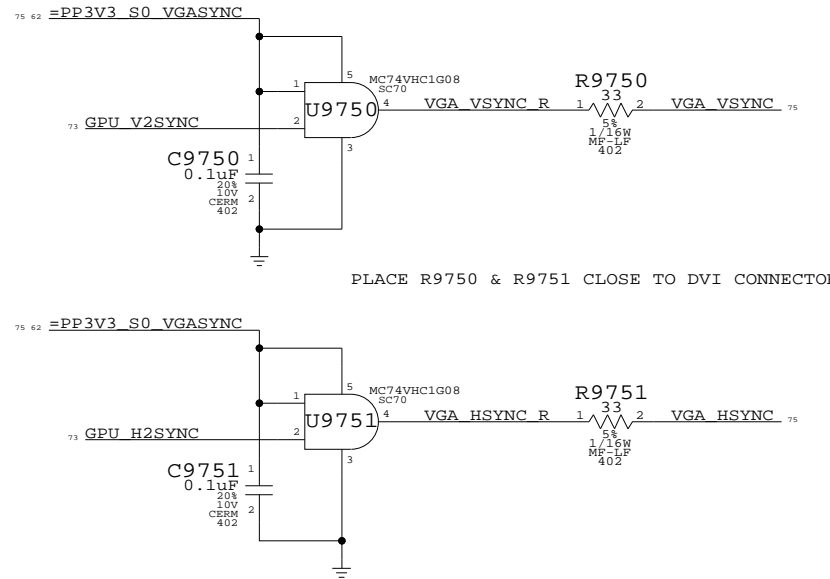 75 62 =PP3V3_S0_VGASYNC
5 MC74VHC1G08
SC70
1
U9750
4 VGA_VSYNC_R
R9750
33
1 2
5%
1/16W
MF-LF
402
VGA_VSYNC 75
73 GPU_V2SYNC
2
3
C9750 1
0.1uF
20%
10V
CERM
402
2
PLACE R9750 & R9751 CLOSE TO DVI CONNECTOR
75 62 =PP3V3_S0_VGASYNC
5 MC74VHC1G08
SC70
1
U9751
4 VGA_HSYNC_R
R9751
33
1 2
5%
1/16W
MF-LF
402
VGA_HSYNC 75
73 GPU_H2SYNC
2
3
C9751 1
0.1uF
20%
10V
CERM
402
2